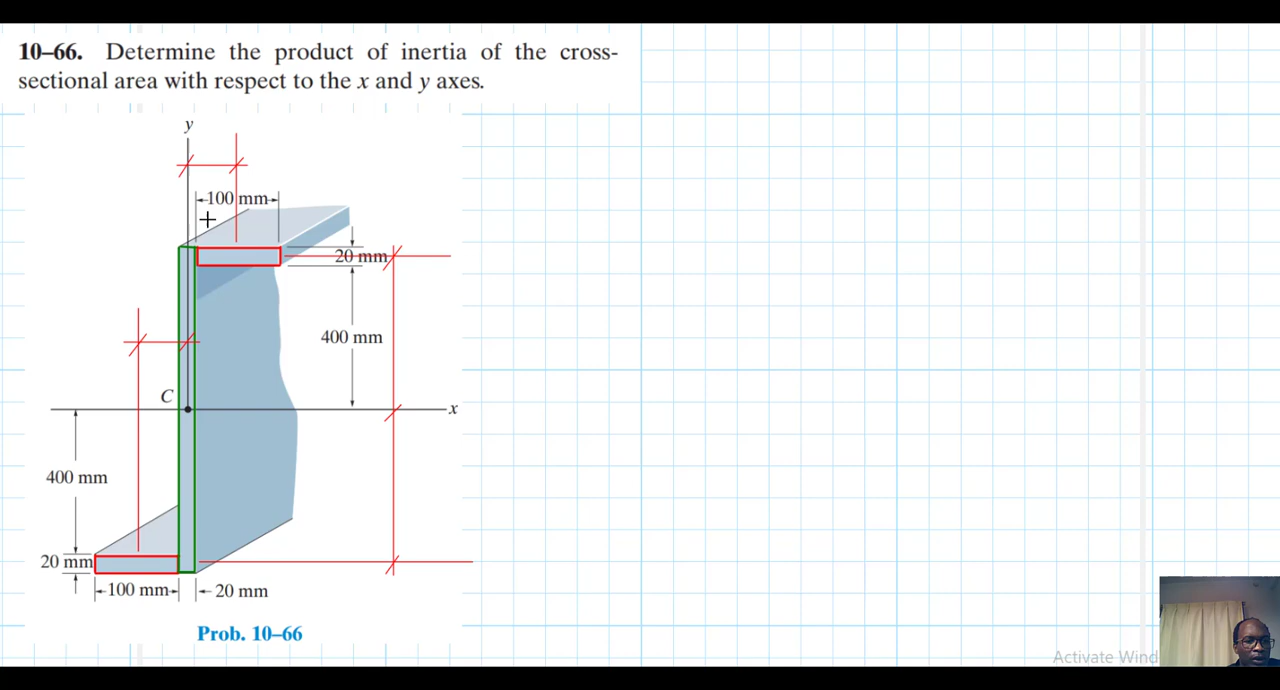 10–66. Determine the product of inertia of the cross-
sectional area with respect to the x and y axes.
y
100 mm
20 mm
400 mm
C
x
400 mm
20 mm
100 mm
20 mm
Prob. 10–66
Activate Wind